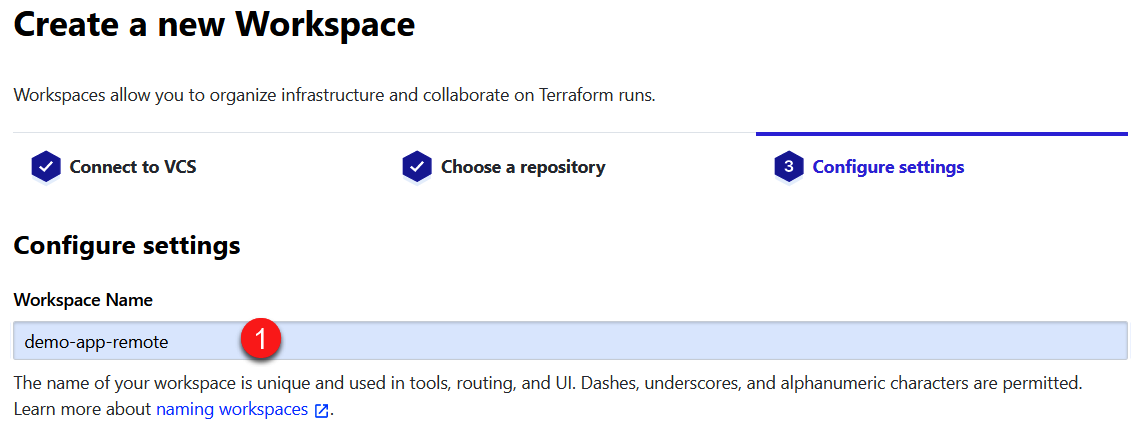 Create a new Workspace
Workspaces allow you to organize infrastructure and collaborate on Terraform runs.
Connect to VCS
Choose a repository
3 Configure settings
Configure settings
Workspace Name
demo-app-remote 1
The name of your workspace is unique and used in tools, routing, and UI. Dashes, underscores, and alphanumeric characters are permitted.
Learn more about naming workspaces.